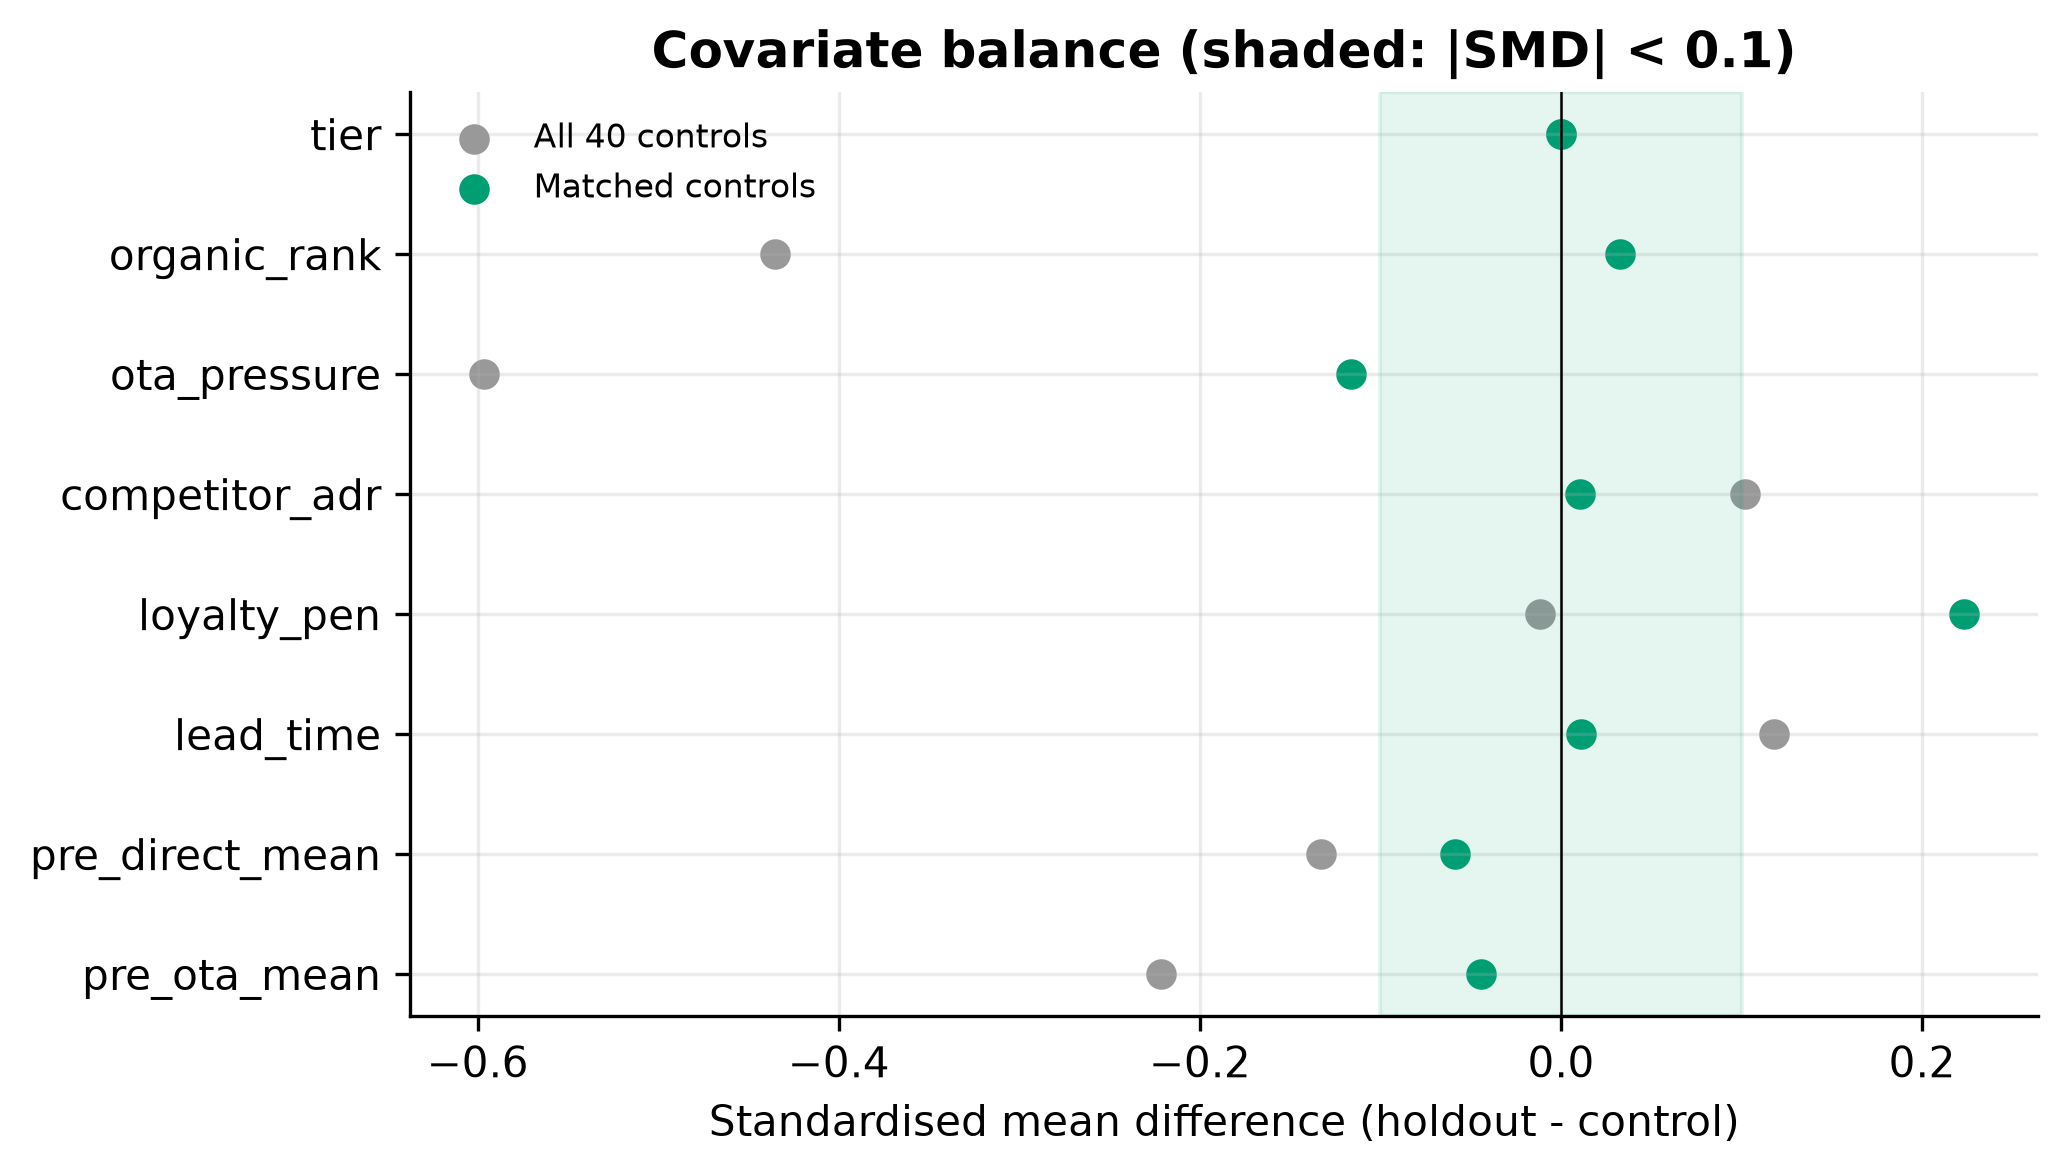 Covariate balance (shaded: |SMD| < 0.1)
All 40 controls
Matched controls
tier
organic_rank
ota_pressure
competitor_adr
loyalty_pen
lead_time
pre_direct_mean
pre_ota_mean
−0.6 −0.4 −0.2 0.0 0.2
Standardised mean difference (holdout - control)